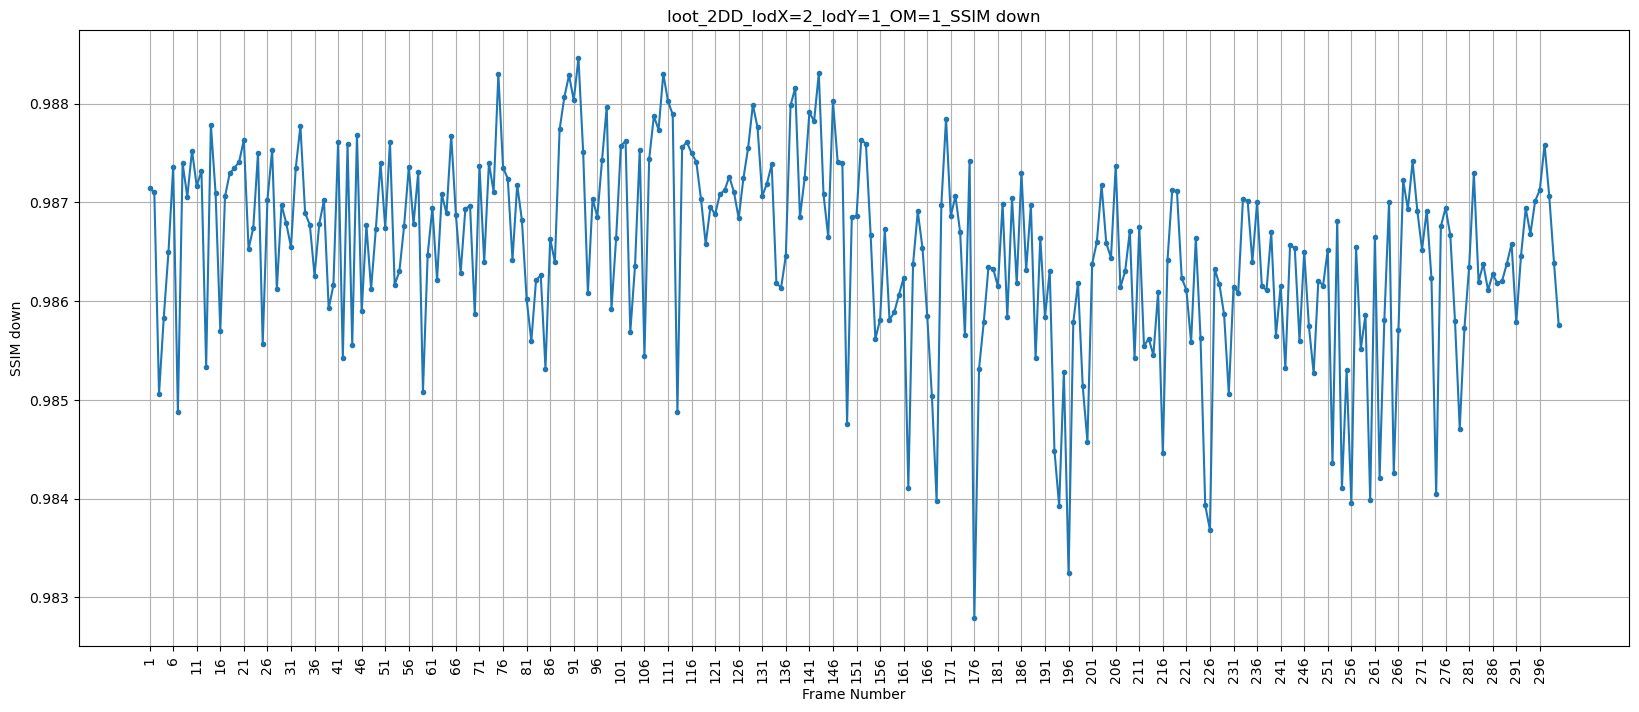 loot_2DD_lodX=2_lodY=1_OM=1_SSIM down
SSIM down
0.988
0.987
0.986
0.985
0.984
0.983
1 6 11 16 21 26 31 36 41 46 51 56 61 66 71 76 81 86 91 96 101 106 111 116 121 126 131 136 141 146 151 156 161 166 171 176 181 186 191 196 201 206 211 216 221 226 231 236 241 246 251 256 261 266 271 276 281 286 291 296
Frame Number